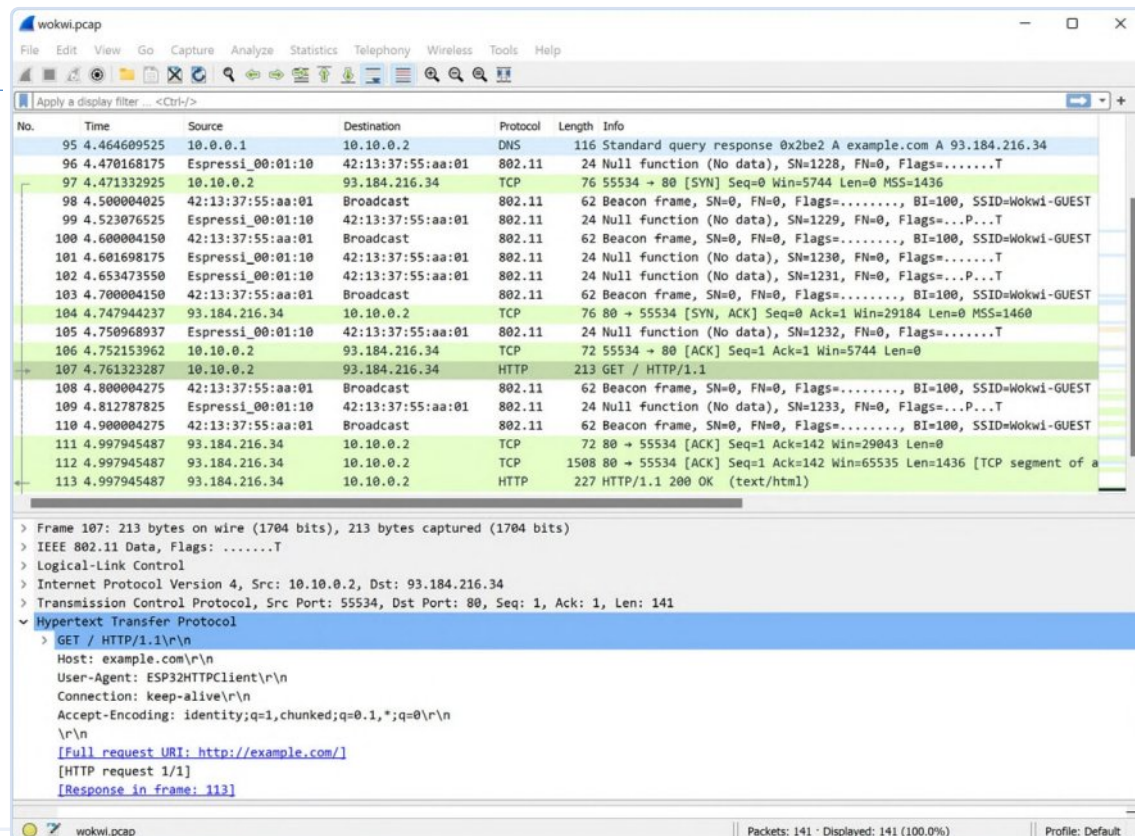 wokwi.pcap
File Edit View Go Capture Analyze Statistics Telephony Wireless Tools Help
Apply a display filter ... <Ctrl-/>
No. Time Source Destination Protocol Length Info
95 4.464609525 10.0.0.1 10.10.0.2 DNS 116 Standard query response 0x2be2 A example.com A 93.184.216.34
96 4.470168175 Espressi_00:01:10 42:13:37:55:aa:01 802.11 24 Null function (No data), SN=1228, FN=0, Flags=.......T
97 4.471332925 10.10.0.2 93.184.216.34 TCP 76 55534 → 80 [SYN] Seq=0 Win=5744 Len=0 MSS=1436
98 4.500004025 42:13:37:55:aa:01 Broadcast 802.11 62 Beacon frame, SN=0, FN=0, Flags=........, BI=100, SSID=Wokwi-GUEST
99 4.523076525 Espressi_00:01:10 42:13:37:55:aa:01 802.11 24 Null function (No data), SN=1229, FN=0, Flags=...P...T
100 4.600004150 42:13:37:55:aa:01 Broadcast 802.11 62 Beacon frame, SN=0, FN=0, Flags=........, BI=100, SSID=Wokwi-GUEST
101 4.601698175 Espressi_00:01:10 42:13:37:55:aa:01 802.11 24 Null function (No data), SN=1230, FN=0, Flags=.......T
102 4.653473550 Espressi_00:01:10 42:13:37:55:aa:01 802.11 24 Null function (No data), SN=1231, FN=0, Flags=...P...T
103 4.700004150 42:13:37:55:aa:01 Broadcast 802.11 62 Beacon frame, SN=0, FN=0, Flags=........, BI=100, SSID=Wokwi-GUEST
104 4.747944237 93.184.216.34 10.10.0.2 TCP 76 80 → 55534 [SYN, ACK] Seq=0 Ack=1 Win=29184 Len=0 MSS=1460
105 4.750968937 Espressi_00:01:10 42:13:37:55:aa:01 802.11 24 Null function (No data), SN=1232, FN=0, Flags=.......T
106 4.752153962 10.10.0.2 93.184.216.34 TCP 72 55534 → 80 [ACK] Seq=1 Ack=1 Win=5744 Len=0
107 4.761323287 10.10.0.2 93.184.216.34 HTTP 213 GET / HTTP/1.1
108 4.800004275 42:13:37:55:aa:01 Broadcast 802.11 62 Beacon frame, SN=0, FN=0, Flags=........, BI=100, SSID=Wokwi-GUEST
109 4.812787825 Espressi_00:01:10 42:13:37:55:aa:01 802.11 24 Null function (No data), SN=1233, FN=0, Flags=...P...T
110 4.900004275 42:13:37:55:aa:01 Broadcast 802.11 62 Beacon frame, SN=0, FN=0, Flags=........, BI=100, SSID=Wokwi-GUEST
111 4.997945487 93.184.216.34 10.10.0.2 TCP 72 80 → 55534 [ACK] Seq=1 Ack=142 Win=29043 Len=0
112 4.997945487 93.184.216.34 10.10.0.2 TCP 1508 80 → 55534 [ACK] Seq=1 Ack=142 Win=65535 Len=1436 [TCP segment of a
113 4.997945487 93.184.216.34 10.10.0.2 HTTP 227 HTTP/1.1 200 OK (text/html)
> Frame 107: 213 bytes on wire (1704 bits), 213 bytes captured (1704 bits)
> IEEE 802.11 Data, Flags: .......T
> Logical-Link Control
> Internet Protocol Version 4, Src: 10.10.0.2, Dst: 93.184.216.34
> Transmission Control Protocol, Src Port: 55534, Dst Port: 80, Seq: 1, Ack: 1, Len: 141
Hypertext Transfer Protocol
> GET / HTTP/1.1\r\n
Host: example.com\r\n
User-Agent: ESP32HTTPClient\r\n
Connection: keep-alive\r\n
Accept-Encoding: identity;q=1,chunked;q=0.1,*;q=0\r\n
\r\n
[Full request URI: http://example.com/]
[HTTP request 1/1]
[Response in frame: 113]
wokwi.pcap Packets: 141 · Displayed: 141 (100.0%) Profile: Default